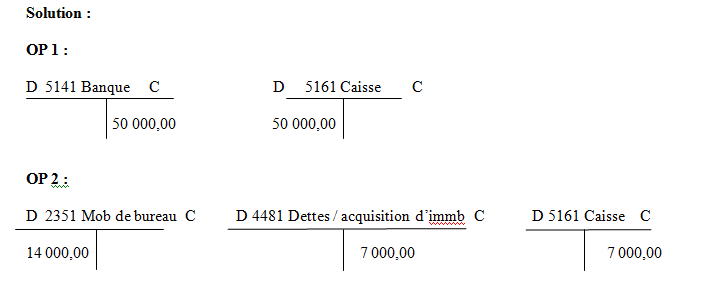 Solution :
OP 1 :
D 5141 Banque C D 5161 Caisse C
50 000,00 50 000,00
OP 2 :
D 2351 Mob de bureau C D 4481 Dettes / acquisition d’immb C D 5161 Caisse C
14 000,00 7 000,00 7 000,00